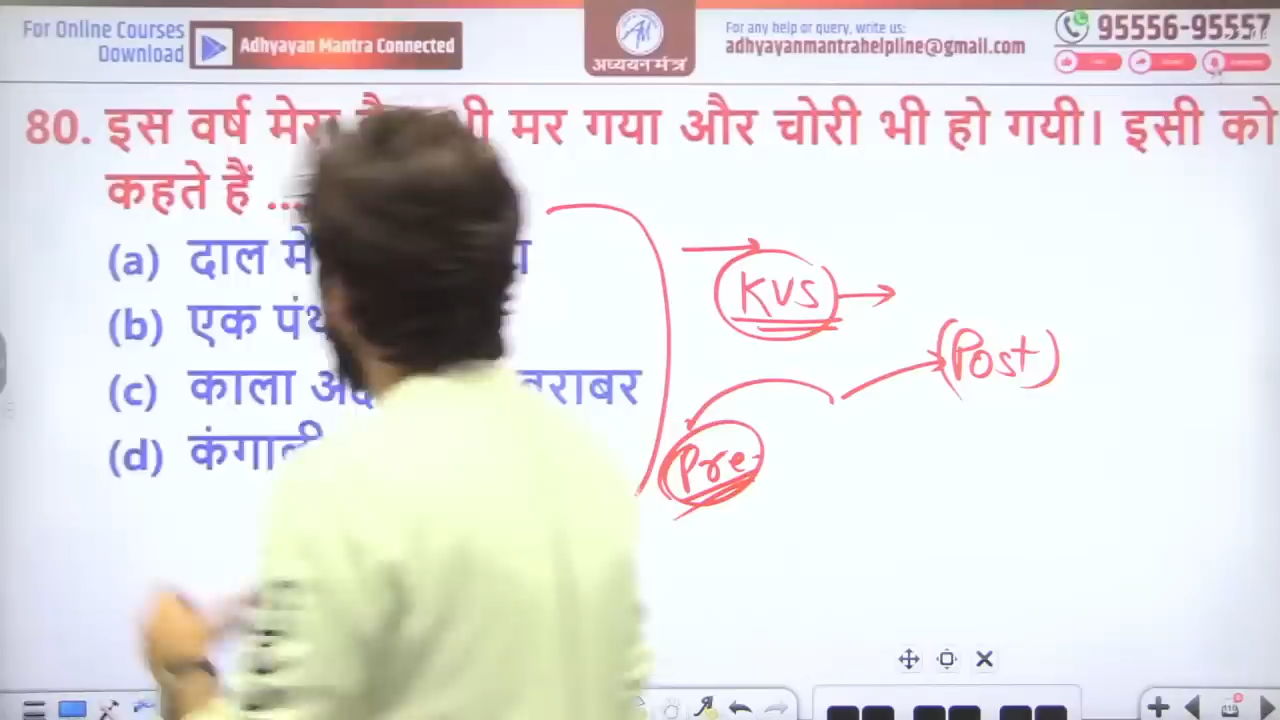 For Online Courses
Download
Adhyayan Mantra Connected
अध्ययन मंत्र
For any help or query, write us:
adhyayanmantrahelpline@gmail.com
95556-95557
80. इस वर्ष मेरा मर गया और चोरी भी हो गयी। इसी को
कहते हैं ...
(a) दाल में
(b) एक पंथ
(c) काला बराबर
(d) कंगाली
KVS
(Post)
Pre